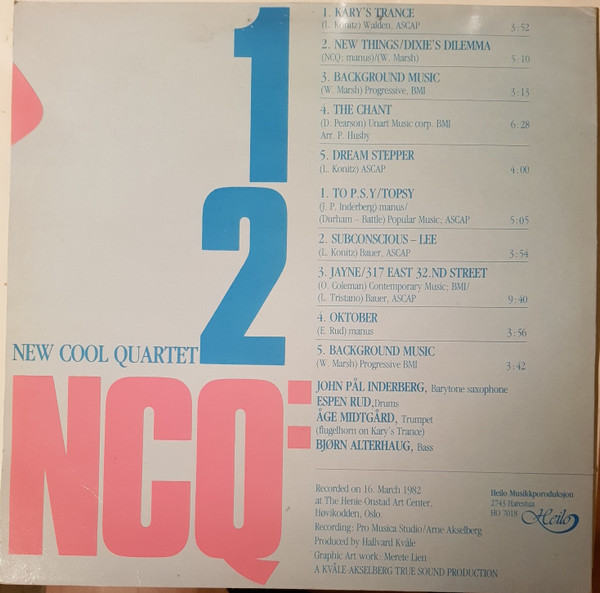 1
1. KARY'S TRANCE
(L. Konitz) Walden, ASCAP 3:52
2. NEW THINGS/DIXIE'S DILEMMA
(NCQ: manus)/(W. Marsh) 5:10
3. BACKGROUND MUSIC
(W. Marsh) Progressive, BMI 3:13
4. THE CHANT
(D. Pearson) Unart Music corp. BMI 6:28
Arr. P. Husby
5. DREAM STEPPER
(L. Konitz) ASCAP 4:00
2
1. TO P.S.Y/TOPSY
(J. P. Inderberg) manus/
(Durham – Battle) Popular Music, ASCAP 5:05
2. SUBCONSCIOUS – LEE
(L. Konitz) Bauer, ASCAP 3:54
3. JAYNE/317 EAST 32.ND STREET
(O. Coleman) Contemporary Music; BMI/
(L. Tristano) Bauer, ASCAP 9:40
4. OKTOBER
(E. Rud) manus 3:56
5. BACKGROUND MUSIC
(W. Marsh) Progressive BMI 3:42
NEW COOL QUARTET
NCQ:
JOHN PÅL INDERBERG, Barytone saxophone
ESPEN RUD, Drums
ÅGE MIDTGÅRD, Trumpet
(flugelhorn on Kary's Trance)
BJØRN ALTERHAUG, Bass
Recorded on 16. March 1982
at The Henie-Onstad Art Center,
Høvikodden, Oslo.
Recording: Pro Musica Studio/Arne Akselberg
Produced by Hallvard Kvåle
Graphic Art work: Merete Lien
A KVÅLE-AKSELBERG TRUE SOUND PRODUCTION
Heilo Musikkproduksjon
2743 Harestua
HO 7018
Heilo